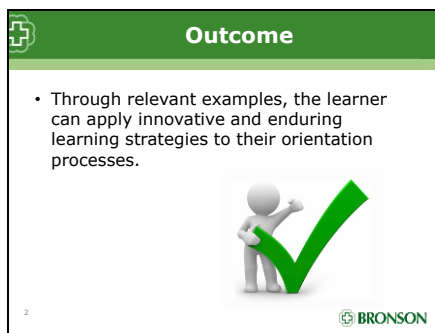 Outcome
• Through relevant examples, the learner
can apply innovative and enduring
learning strategies to their orientation
processes.
2
BRONSON